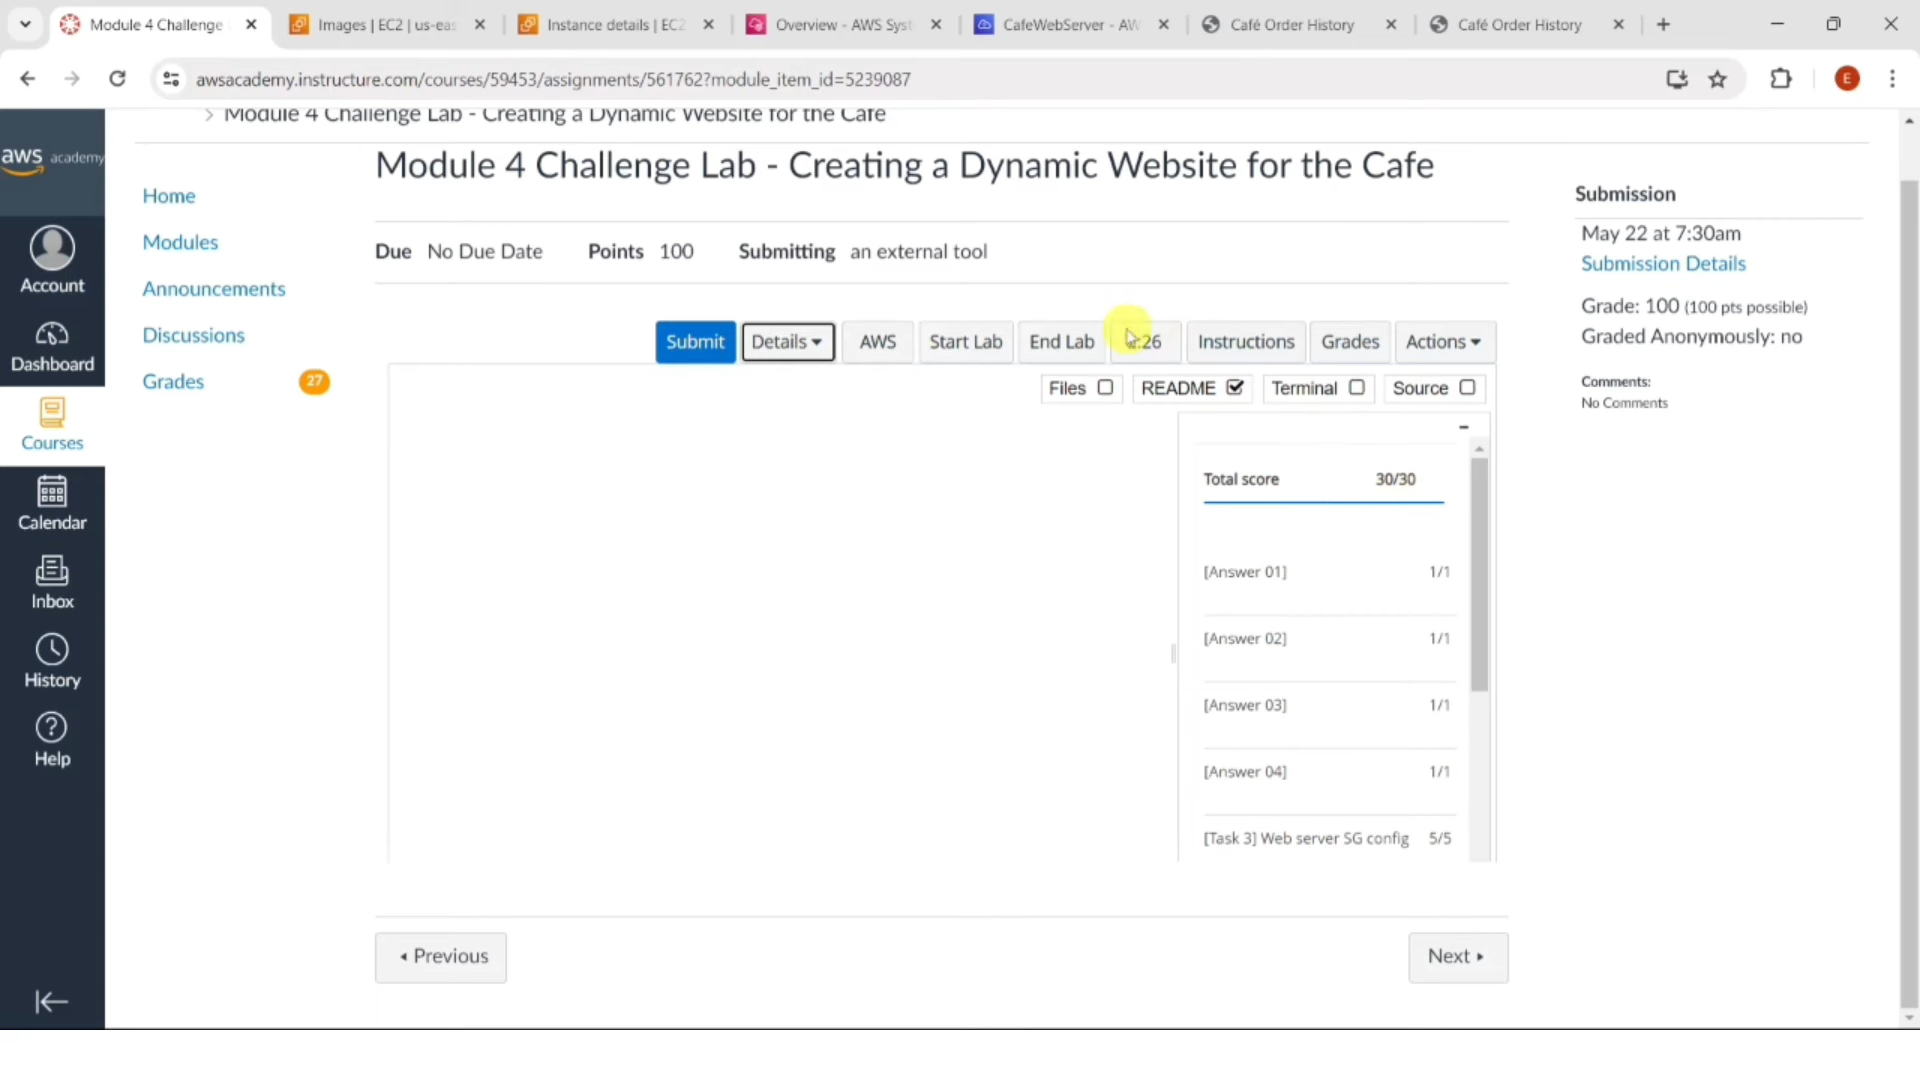 Module 4 Challenge
Images | EC2 | us-eas
Instance details | EC2
Overview - AWS Syst
CafeWebServer - AW
Café Order History
Café Order History
awsacademy.instructure.com/courses/59453/assignments/561762?module_item_id=5239087
E
aws academy
Account
Dashboard
Courses
Calendar
Inbox
History
Help
> Module 4 Challenge Lab - Creating a Dynamic Website for the Cafe
Home
Modules
Announcements
Discussions
Grades 27
Module 4 Challenge Lab - Creating a Dynamic Website for the Cafe
Due No Due Date Points 100 Submitting an external tool
Submit Details AWS Start Lab End Lab :26 Instructions Grades Actions
Files README Terminal Source
Total score 30/30
[Answer 01] 1/1
[Answer 02] 1/1
[Answer 03] 1/1
[Answer 04] 1/1
[Task 3] Web server SG config 5/5
Previous
Next
Submission
May 22 at 7:30am
Submission Details
Grade: 100 (100 pts possible)
Graded Anonymously: no
Comments:
No Comments